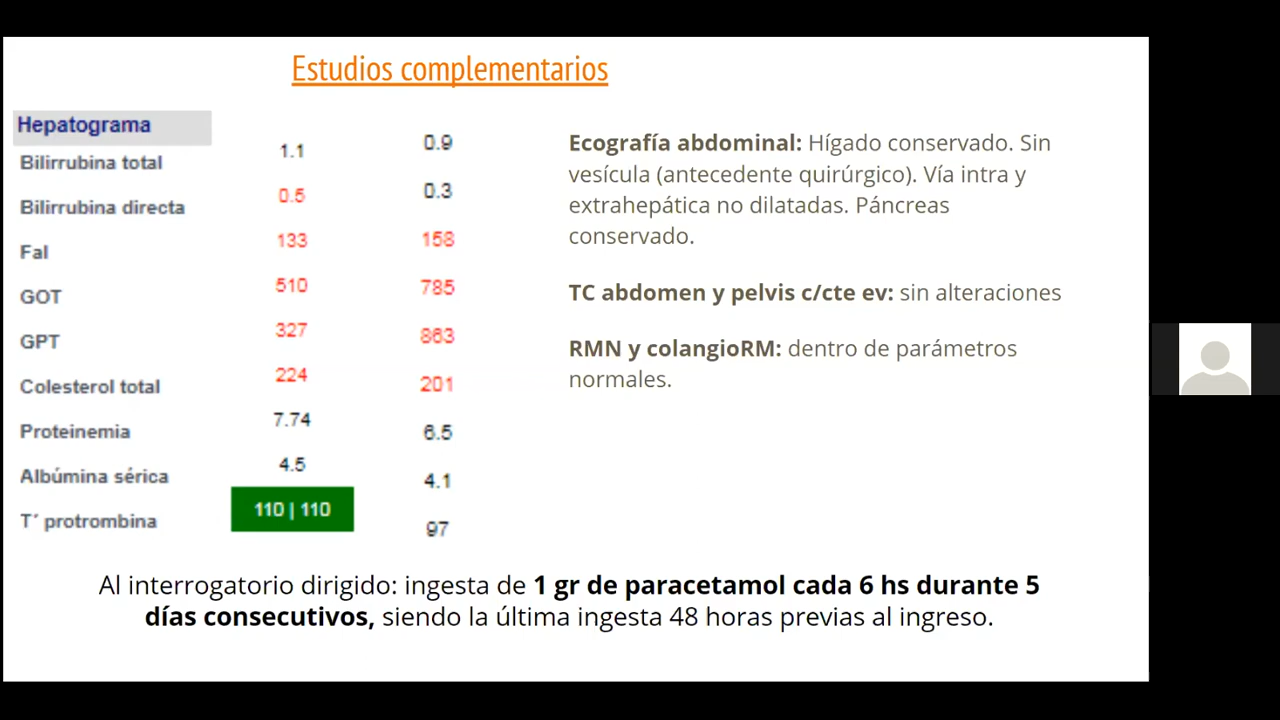 Estudios complementarios
Hepatograma
Bilirrubina total 1.1 0.9
Bilirrubina directa 0.5 0.3
Fal 133 158
GOT 510 785
GPT 327 863
Colesterol total 224 201
Proteinemia 7.74 6.5
Albúmina sérica 4.5 4.1
T´ protrombina 110 | 110 97
Ecografía abdominal: Hígado conservado. Sin
vesícula (antecedente quirúrgico). Vía intra y
extrahepática no dilatadas. Páncreas
conservado.
TC abdomen y pelvis c/cte ev: sin alteraciones
RMN y colangioRM: dentro de parámetros
normales.
Al interrogatorio dirigido: ingesta de 1 gr de paracetamol cada 6 hs durante 5
días consecutivos, siendo la última ingesta 48 horas previas al ingreso.